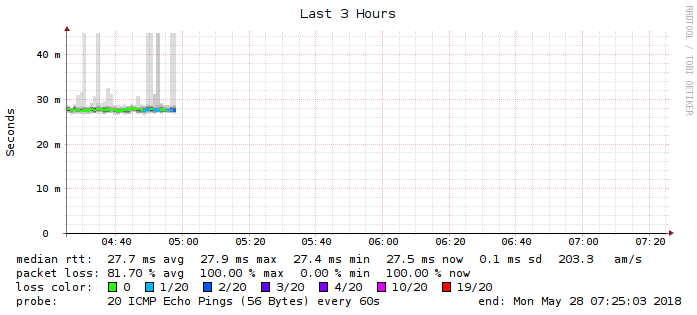 Last 3 Hours
RRDTOOL / TOBI OETIKER
Seconds
40 m
30 m
20 m
10 m
0
04:40 05:00 05:20 05:40 06:00 06:20 06:40 07:00 07:20
median rtt: 27.7 ms avg 27.9 ms max 27.4 ms min 27.5 ms now 0.1 ms sd 203.3 am/s
packet loss: 81.70 % avg 100.00 % max 0.00 % min 100.00 % now
loss color: 0 1/20 2/20 3/20 4/20 10/20 19/20
probe: 20 ICMP Echo Pings (56 Bytes) every 60s end: Mon May 28 07:25:03 2018